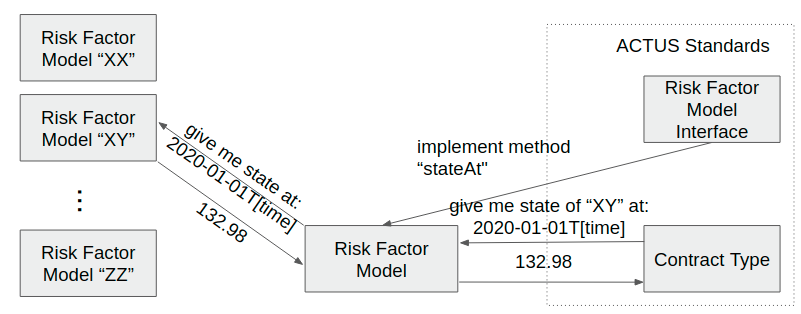 Risk Factor
Model “XX”
Risk Factor
Model “XY”
⋮
Risk Factor
Model “ZZ”
give me state at:
2020-01-01T[time]
132.98
Risk Factor
Model
implement method
“stateAt"
give me state of “XY” at:
2020-01-01T[time]
132.98
ACTUS Standards
Risk Factor
Model
Interface
Contract Type